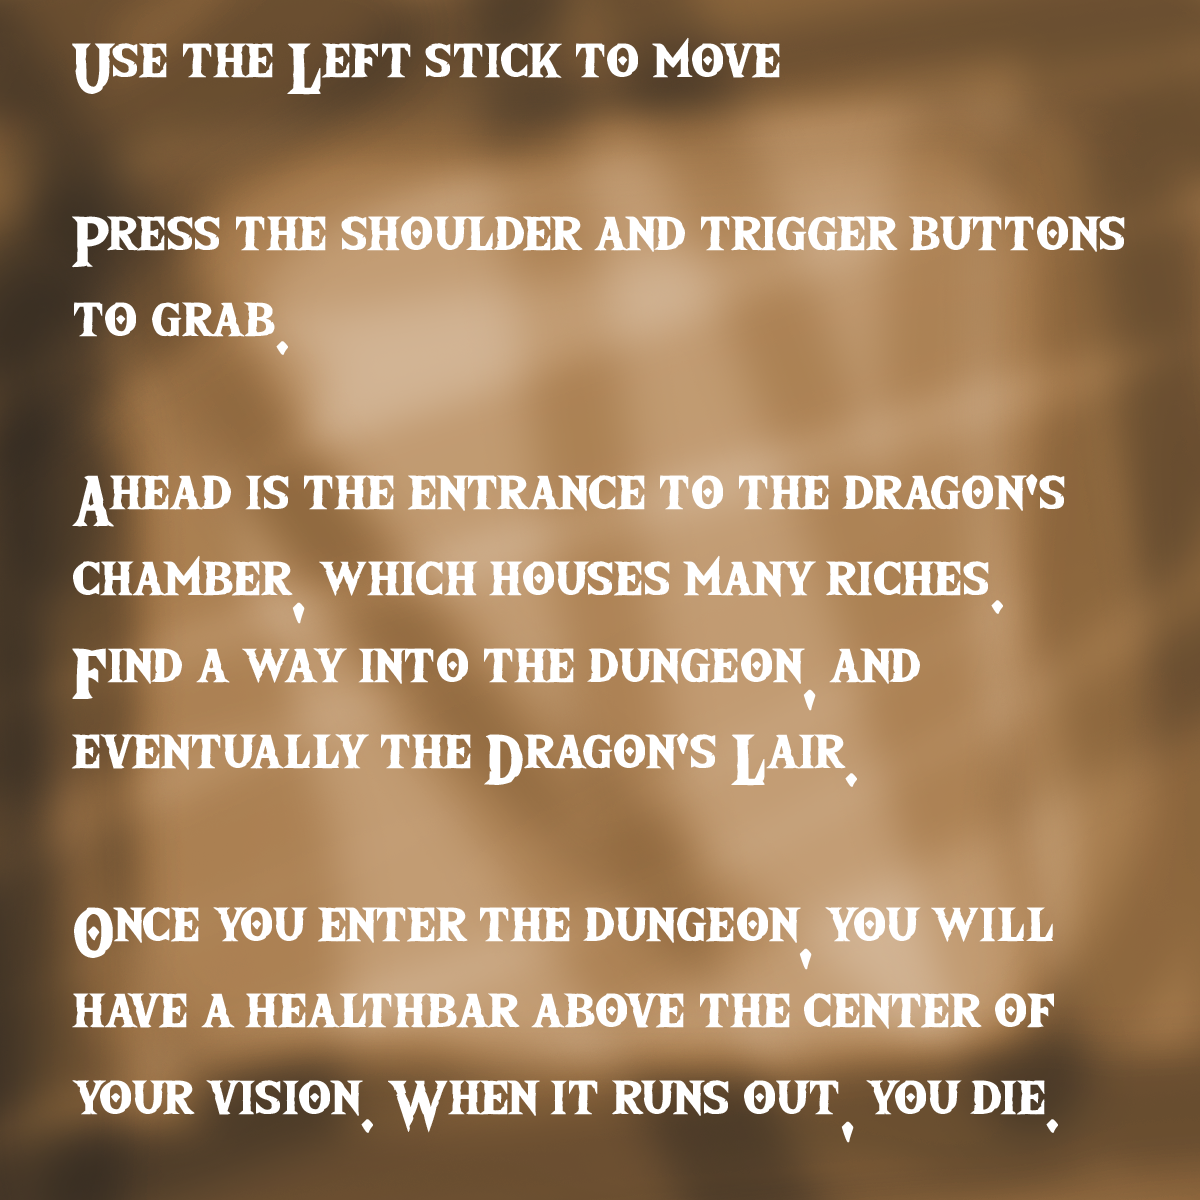 Use the Left stick to move
Press the shoulder and trigger buttons
to grab.
Ahead is the entrance to the dragon's
chamber, which houses many riches.
Find a way into the dungeon, and
eventually the Dragon's Lair.
Once you enter the dungeon, you will
have a healthbar above the center of
your vision. When it runs out, you die.